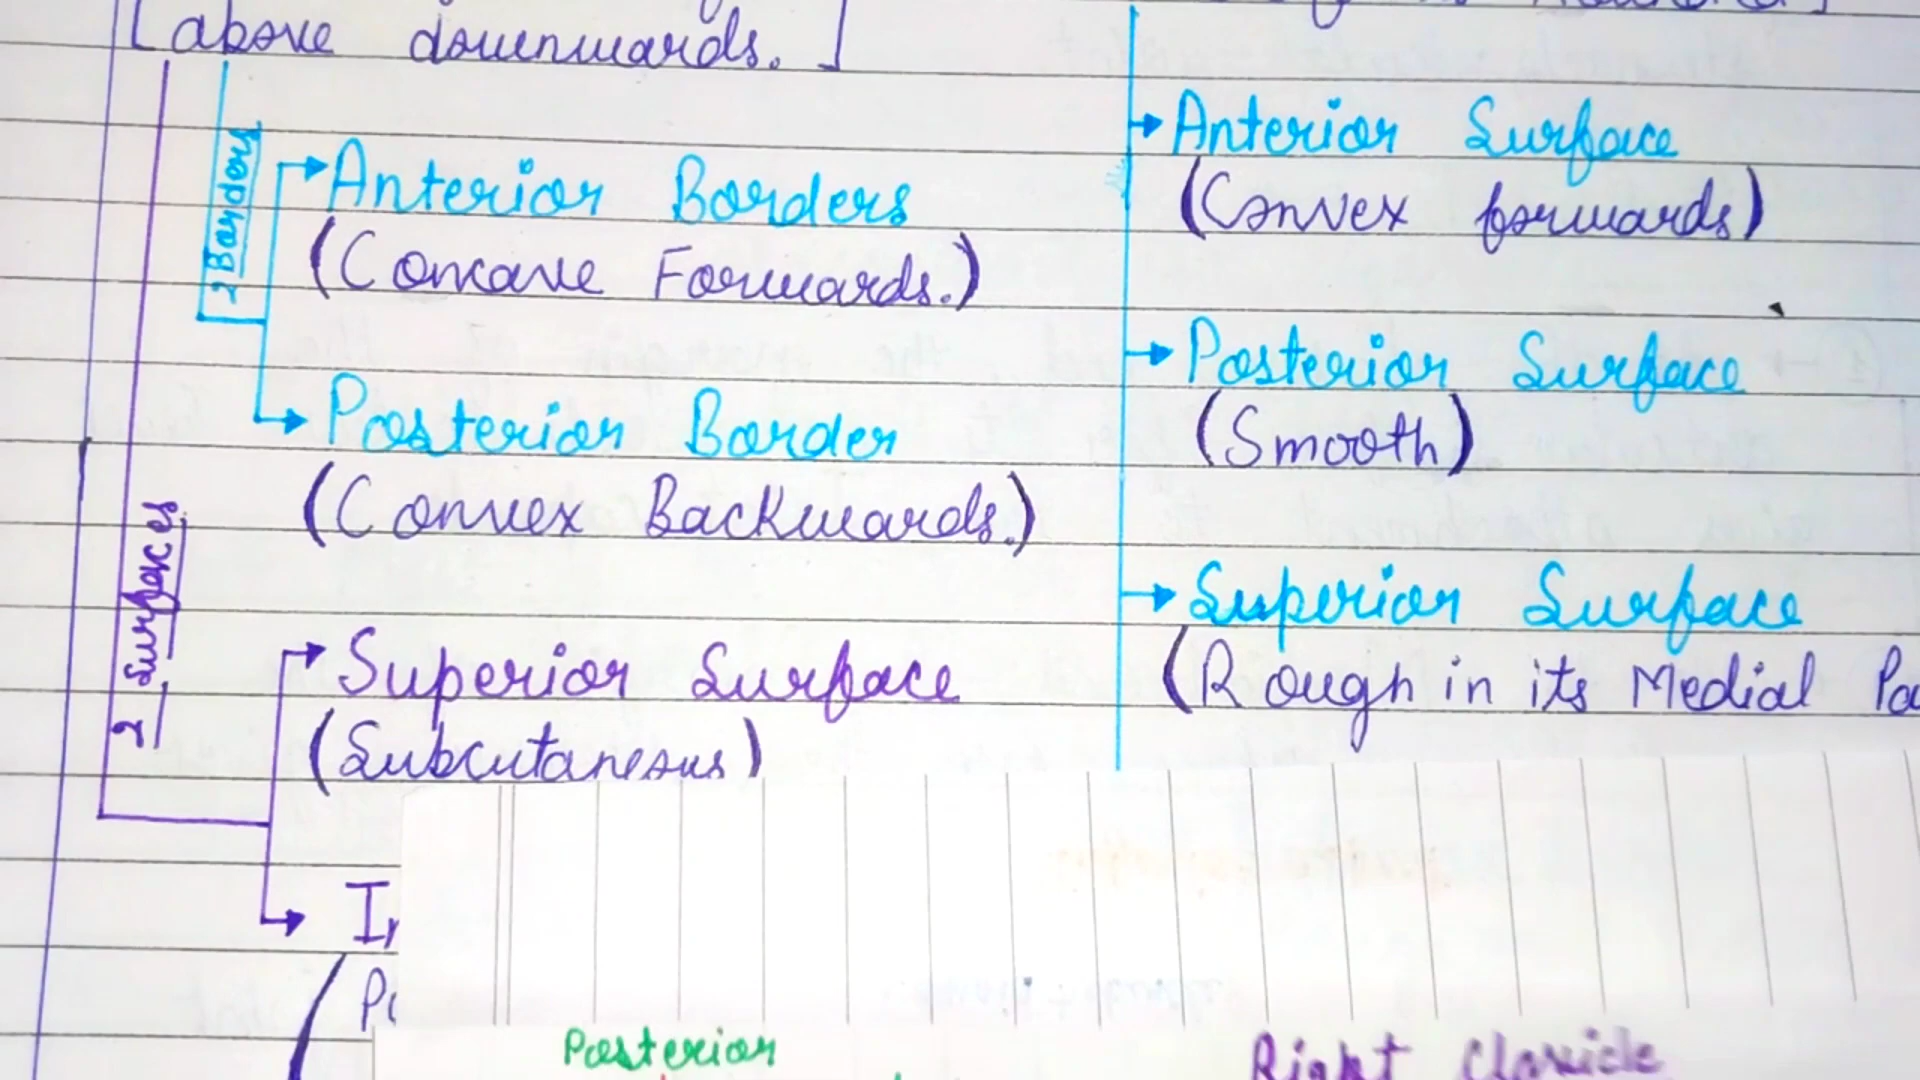 [above downwards.]
2 Borders
Anterior Borders
(Concave Forwards.)
Posterior Border
(Convex Backwards.)
2 Surfaces
Superior Surface
(Subcutaneous)
Anterior Surface
(Convex forwards)
Posterior Surface
(Smooth)
Superior Surface
(Rough in its Medial
Posterior
Right Clavicle